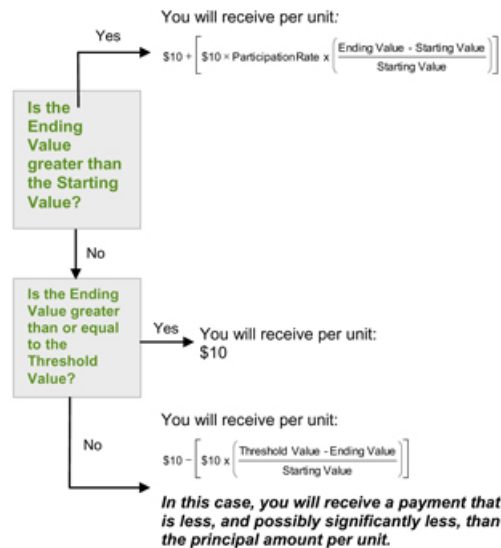 You will receive per unit:
Yes
$10 + [$10 × Participation Rate x (Ending Value - Starting Value / Starting Value)]
Is the
Ending
Value
greater than
the Starting
Value?
No
Is the Ending
Value greater
than or equal
to the
Threshold
Value?
Yes
You will receive per unit:
$10
You will receive per unit:
No
$10 − [$10 x (Threshold Value - Ending Value / Starting Value)]
In this case, you will receive a payment that
is less, and possibly significantly less, than
the principal amount per unit.